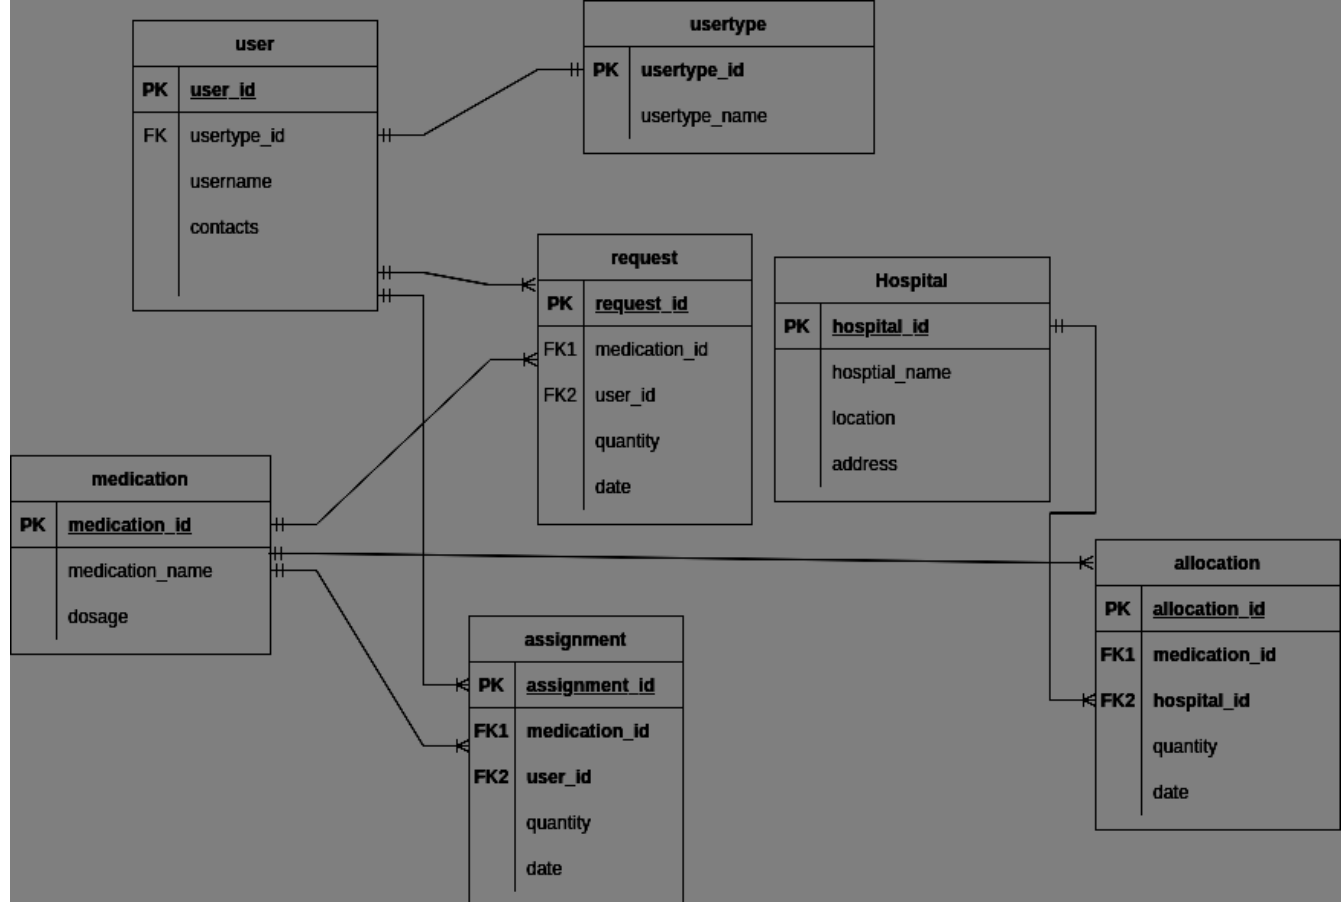 user
PK user_id
FK usertype_id
username
contacts
usertype
PK usertype_id
usertype_name
request
PK request_id
FK1 medication_id
FK2 user_id
quantity
date
Hospital
PK hospital_id
hosptial_name
location
address
medication
PK medication_id
medication_name
dosage
assignment
PK assignment_id
FK1 medication_id
FK2 user_id
quantity
date
allocation
PK allocation_id
FK1 medication_id
FK2 hospital_id
quantity
date